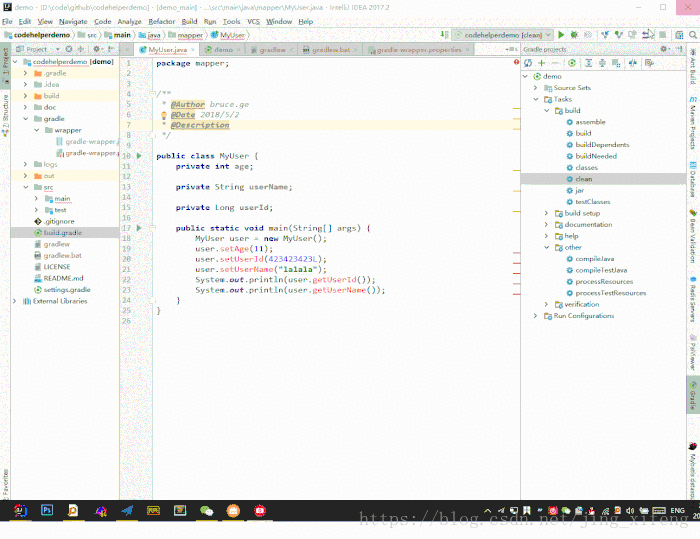 demo - [D:\code\github\codehelperdemo] - [demo_main] - ...\src\main\java\mapper\MyUser.java - IntelliJ IDEA 2017.2
File Edit View Navigate Code Analyze Refactor Build Run Tools VCS Window Help
codehelperdemo src main java mapper MyUser
codehelperdemo [clean]
Project
MyUser.java
demo
gradlew
gradlew.bat
gradle-wrapper.properties
Gradle projects
1: Project
Z: Structure
2: Favorites
codehelperdemo [demo]
.gradle
.idea
build
doc
gradle
wrapper
gradle-wrapper.j
gradle-wrapper.
logs
out
src
main
test
.gitignore
build.gradle
gradlew
gradlew.bat
LICENSE
README.md
settings.gradle
External Libraries
1 package mapper;
2
3
4 /**
5 * @Author bruce.ge
6 * @Date 2018/5/2
7 * @Description
8 */
9
10 public class MyUser {
11 private int age;
12
13 private String userName;
14
15 private Long userId;
16
17 public static void main(String[] args) {
18 MyUser user = new MyUser();
19 user.setAge(11);
20 user.setUserId(423423423L);
21 user.setUserName("lalala");
22 System.out.println(user.getUserId());
23 System.out.println(user.getUserName());
24 }
25 }
26
demo
Source Sets
Tasks
build
assemble
build
buildDependents
buildNeeded
classes
clean
jar
testClasses
build setup
documentation
help
other
compileJava
compileTestJava
processResources
processTestResources
verification
Run Configurations
Ant Build
Maven Projects
Database
Bean Validation
Redis Servers
PsiViewer
Gradle
ENG
https://blog.csdn.net/jing_xifeng